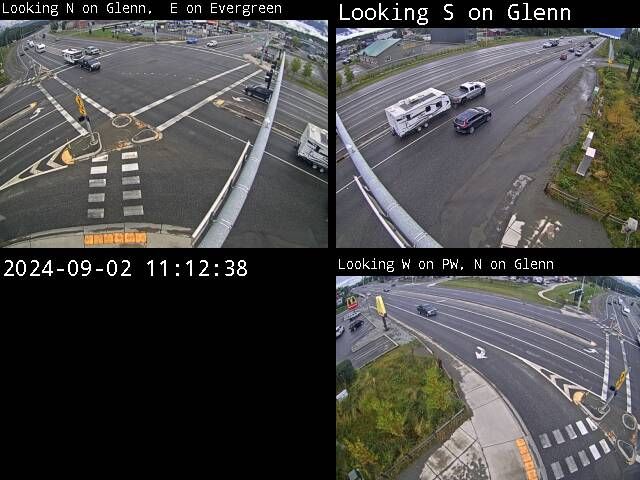 Looking N on Glenn,  E on Evergreen
Looking S on Glenn
2024-09-02 11:12:38
Looking W on PW, N on Glenn